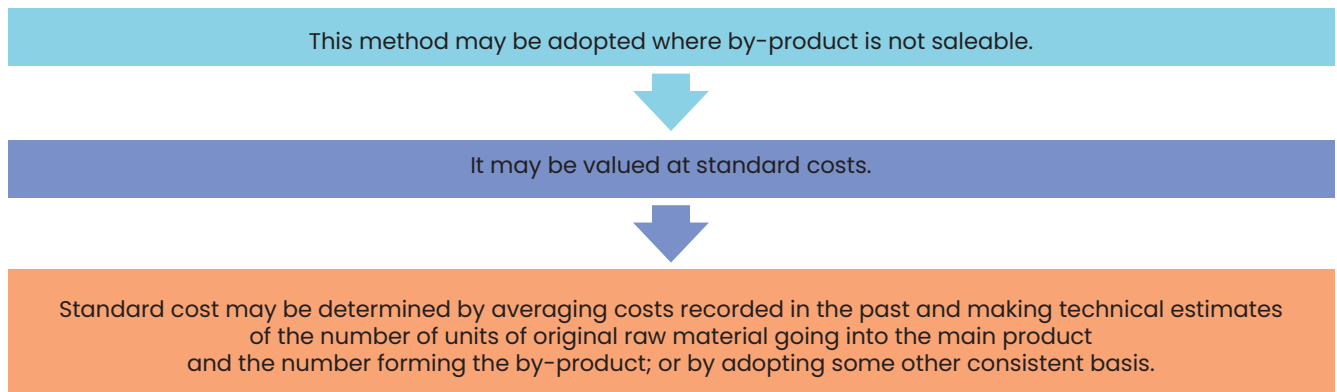 This method may be adopted where by-product is not saleable.
It may be valued at standard costs.
Standard cost may be determined by averaging costs recorded in the past and making technical estimates
of the number of units of original raw material going into the main product
and the number forming the by-product; or by adopting some other consistent basis.